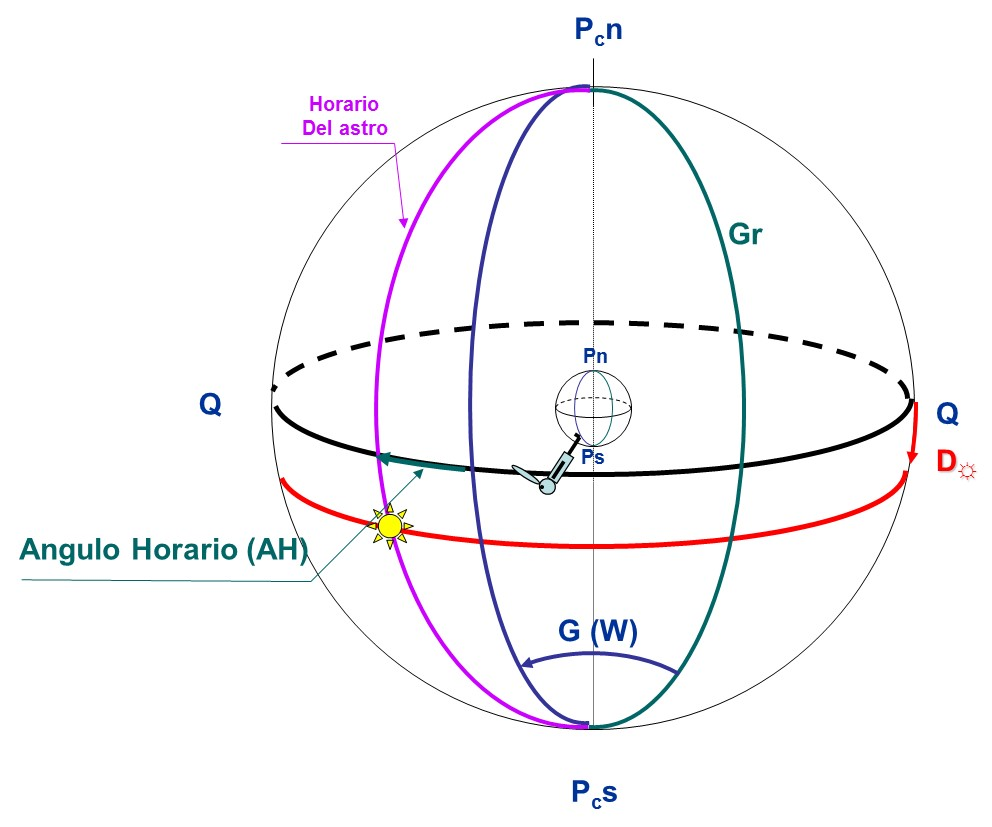 Pcn
Horario
Del astro
Gr
Pn
Q
Q
Ps
D☼
Angulo Horario (AH)
G (W)
Pcs